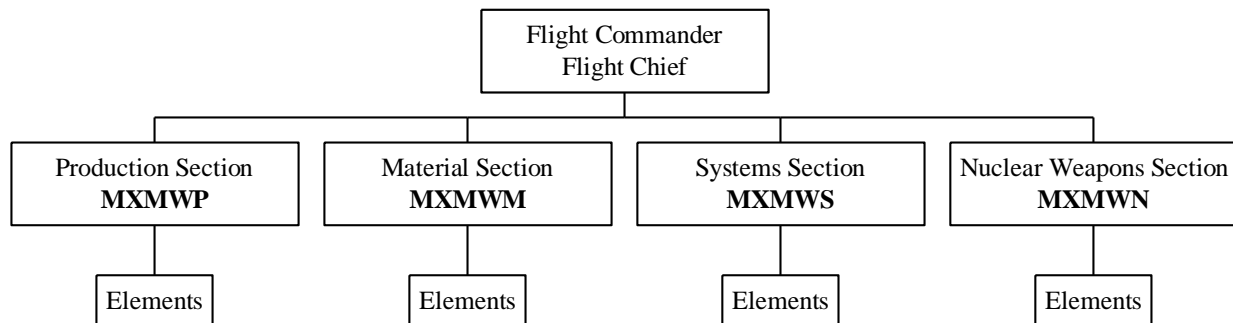 Flight Commander
Flight Chief
Production Section
MXMWP
Material Section
MXMWM
Systems Section
MXMWS
Nuclear Weapons Section
MXMWN
Elements
Elements
Elements
Elements